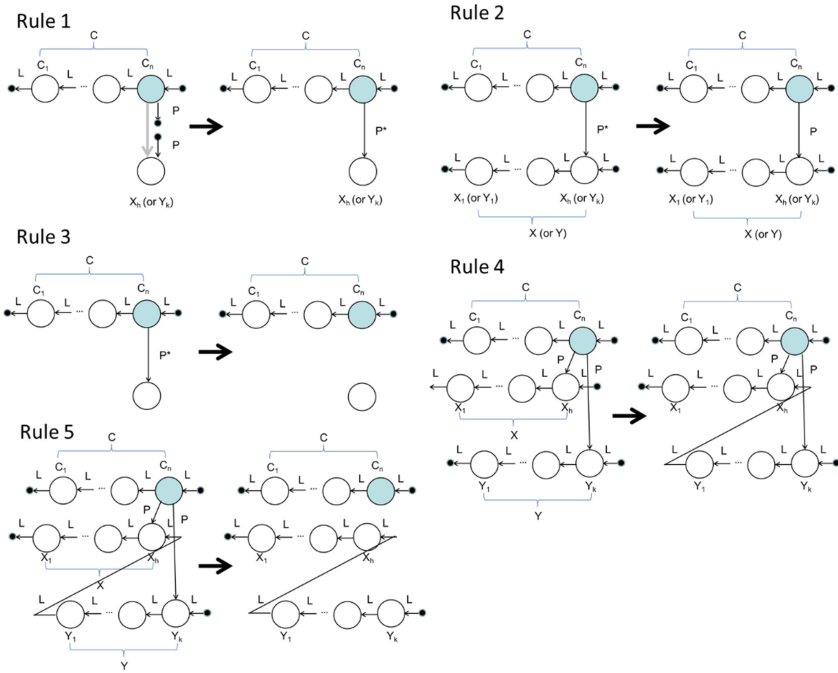 Rule 1
C C
C₁ Cₙ C₁ Cₙ
L L ... L L L L ... L L
P
P
P*
Xₕ (or Yₖ) Xₕ (or Yₖ)
Rule 2
C C
C₁ Cₙ C₁ Cₙ
L L ... L L L L ... L L
P* P
L L ... L L L L ... L L
X₁ (or Y₁) Xₕ (or Yₖ) X₁ (or Y₁) Xₕ (or Yₖ)
X (or Y) X (or Y)
Rule 3
C C
C₁ Cₙ C₁ Cₙ
L L ... L L L L ... L L
P*
Rule 4
C C
C₁ Cₙ C₁ Cₙ
L L ... L L L L ... L L
P P P
L L ... L L L L ... L L
X₁ Xₕ X₁ Xₕ
X
L L ... L L L L ... L L
Y₁ Yₖ Y₁ Yₖ
Y
Rule 5
C C
C₁ Cₙ C₁ Cₙ
L L ... L L L L ... L L
P P
L L ... L L L L ... L L
X₁ Xₕ X₁ Xₕ
X
L L ... L L L L ... L L
Y₁ Yₖ Y₁ Yₖ
Y